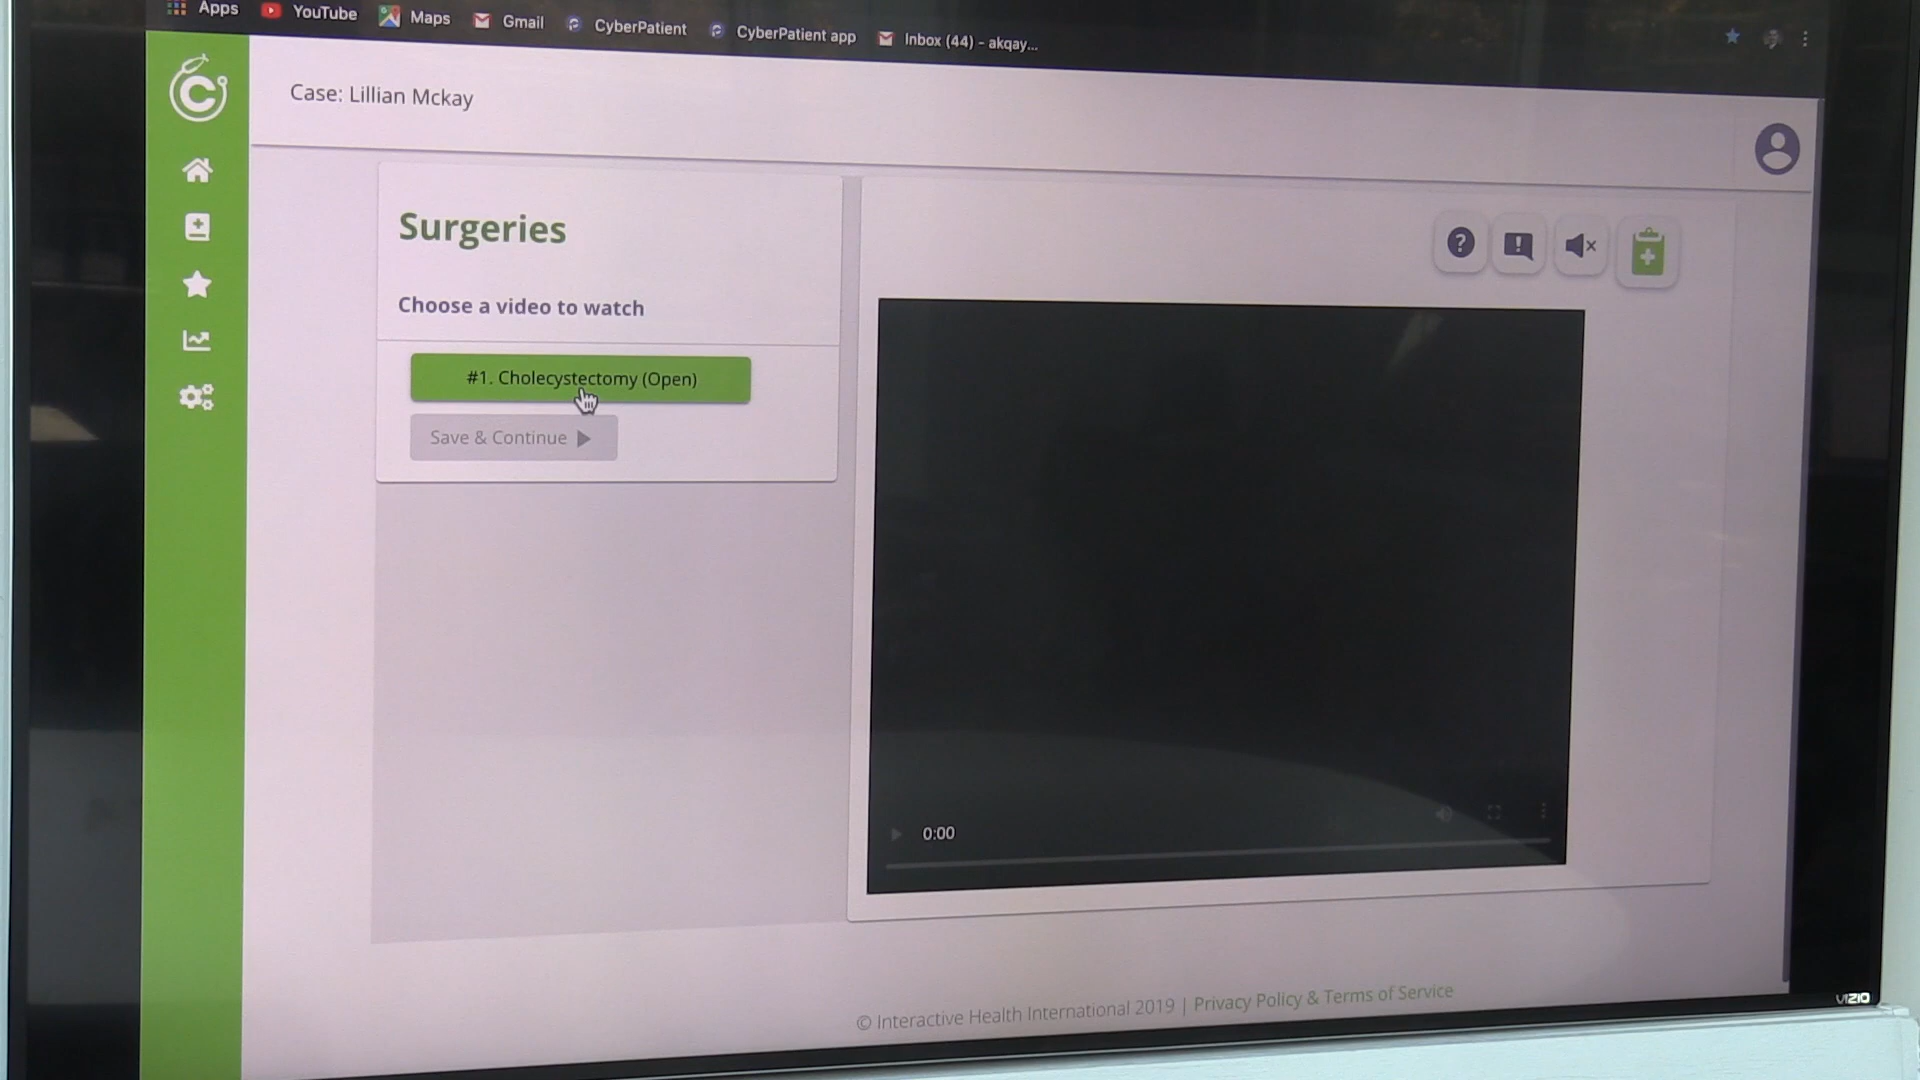 Apps YouTube Maps Gmail CyberPatient CyberPatient app Inbox (44) - akqay...
Case: Lillian Mckay
Surgeries
Choose a video to watch
#1. Cholecystectomy (Open)
Save & Continue
0:00
© Interactive Health International 2019 | Privacy Policy & Terms of Service
VIZIO